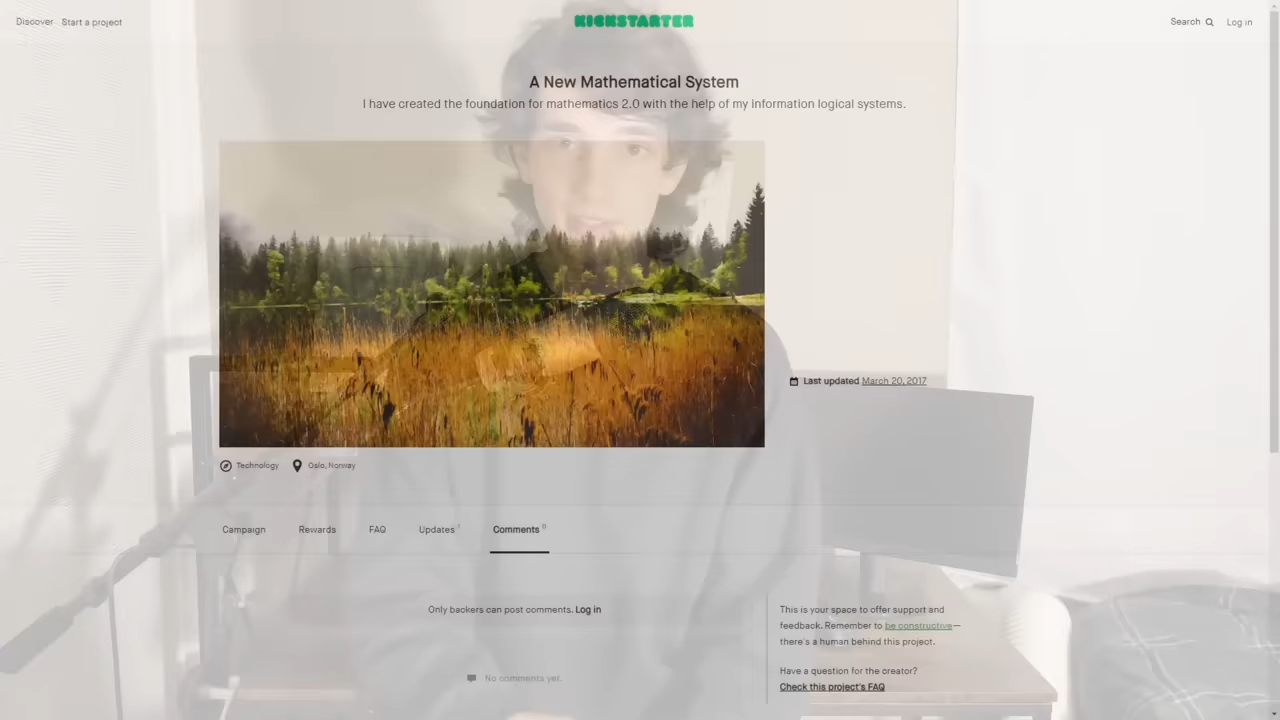 Discover Start a project KICKSTARTER Search Log in
A New Mathematical System
I have created the foundation for mathematics 2.0 with the help of my information logical systems.
Last updated March 20, 2017
Technology Oslo, Norway
Campaign Rewards FAQ Updates 1 Comments 0
Only backers can post comments. Log in
This is your space to offer support and
feedback. Remember to be constructive—
there's a human behind this project.
Have a question for the creator?
Check this project's FAQ
No comments yet.